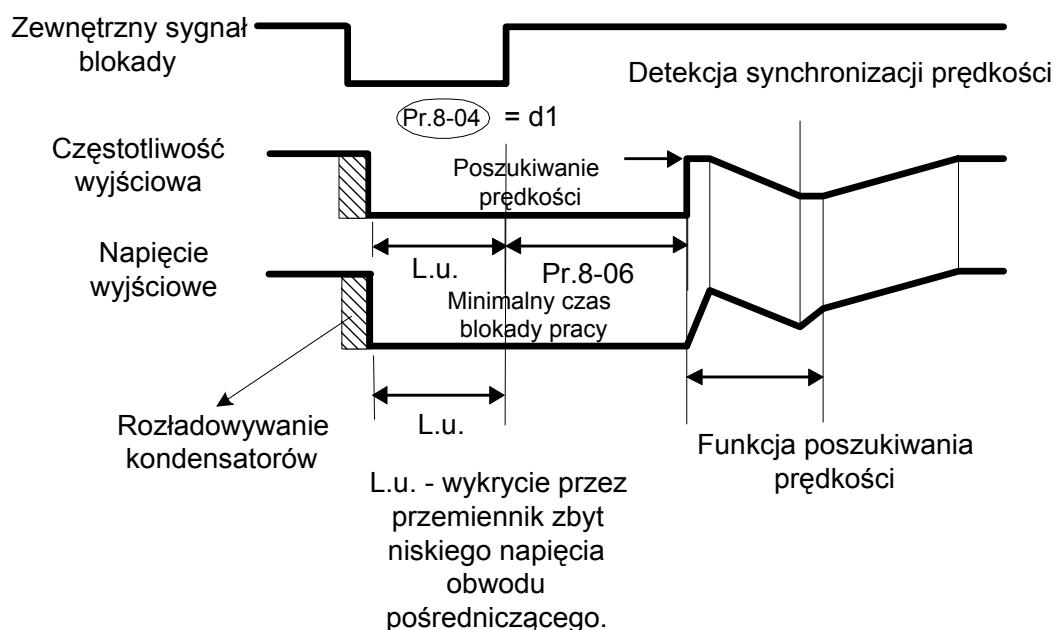 Zewnętrzny sygnał
blokady
Detekcja synchronizacji prędkości
Pr.8-04 = d1
Częstotliwość
wyjściowa
Poszukiwanie
prędkości
L.u.
Pr.8-06
Napięcie
wyjściowe
Minimalny czas
blokady pracy
L.u.
Rozładowywanie
kondensatorów
Funkcja poszukiwania
prędkości
L.u. - wykrycie przez
przemiennik zbyt
niskiego napięcia
obwodu
pośredniczącego.